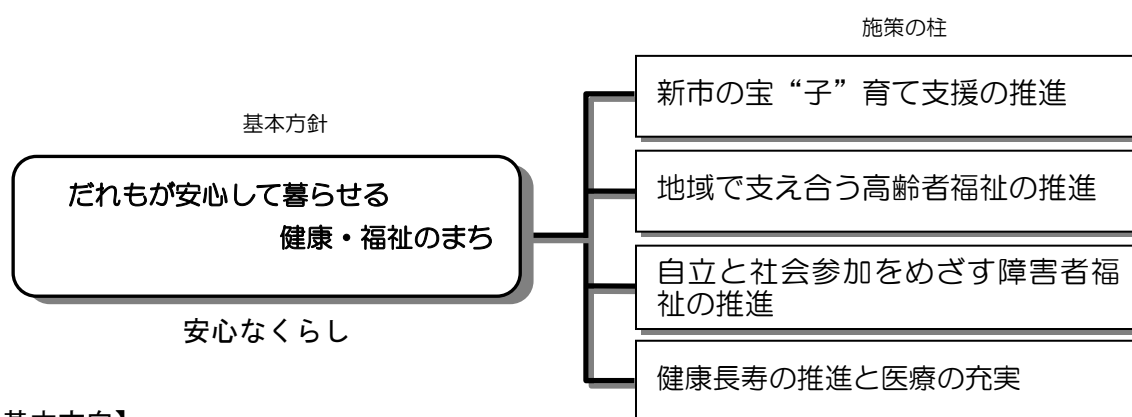 施策の柱
新市の宝“子”育て支援の推進
基本方針
だれもが安心して暮らせる
健康・福祉のまち
地域で支え合う高齢者福祉の推進
自立と社会参加をめざす障害者福
祉の推進
安心なくらし
健康長寿の推進と医療の充実